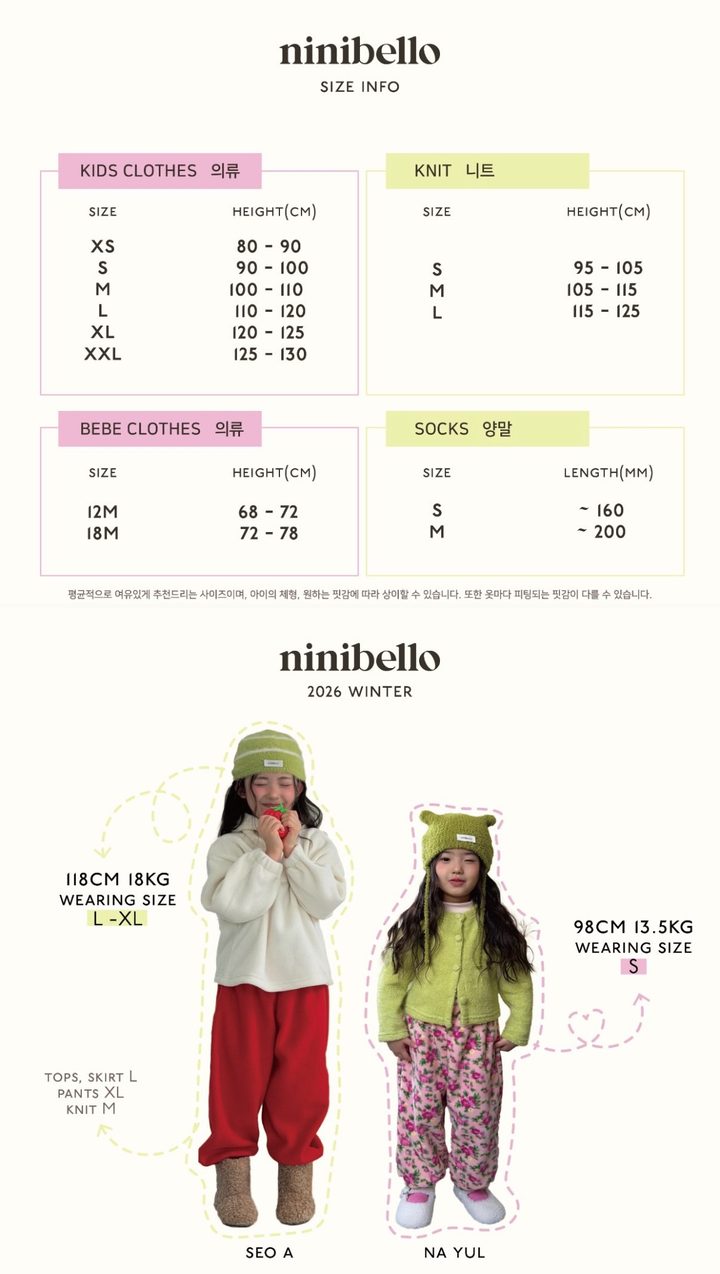 ninibello
SIZE INFO
KIDS CLOTHES 의류
SIZE HEIGHT(CM)
XS 80 - 90
S 90 - 100
M 100 - 110
L 110 - 120
XL 120 - 125
XXL 125 - 130
KNIT 니트
SIZE HEIGHT(CM)
S 95 - 105
M 105 - 115
L 115 - 125
BEBE CLOTHES 의류
SIZE HEIGHT(CM)
12M 68 - 72
18M 72 - 78
SOCKS 양말
SIZE LENGTH(MM)
S ~ 160
M ~ 200
평균적으로 여유있게 추천드리는 사이즈이며, 아이의 체형, 원하는 핏감에 따라 상이할 수 있습니다. 또한 옷마다 피팅되는 핏감이 다를 수 있습니다.
ninibello
2026 WINTER
118CM 18KG
WEARING SIZE
L -XL
98CM 13.5KG
WEARING SIZE
S
TOPS, SKIRT L
PANTS XL
KNIT M
SEO A
NA YUL